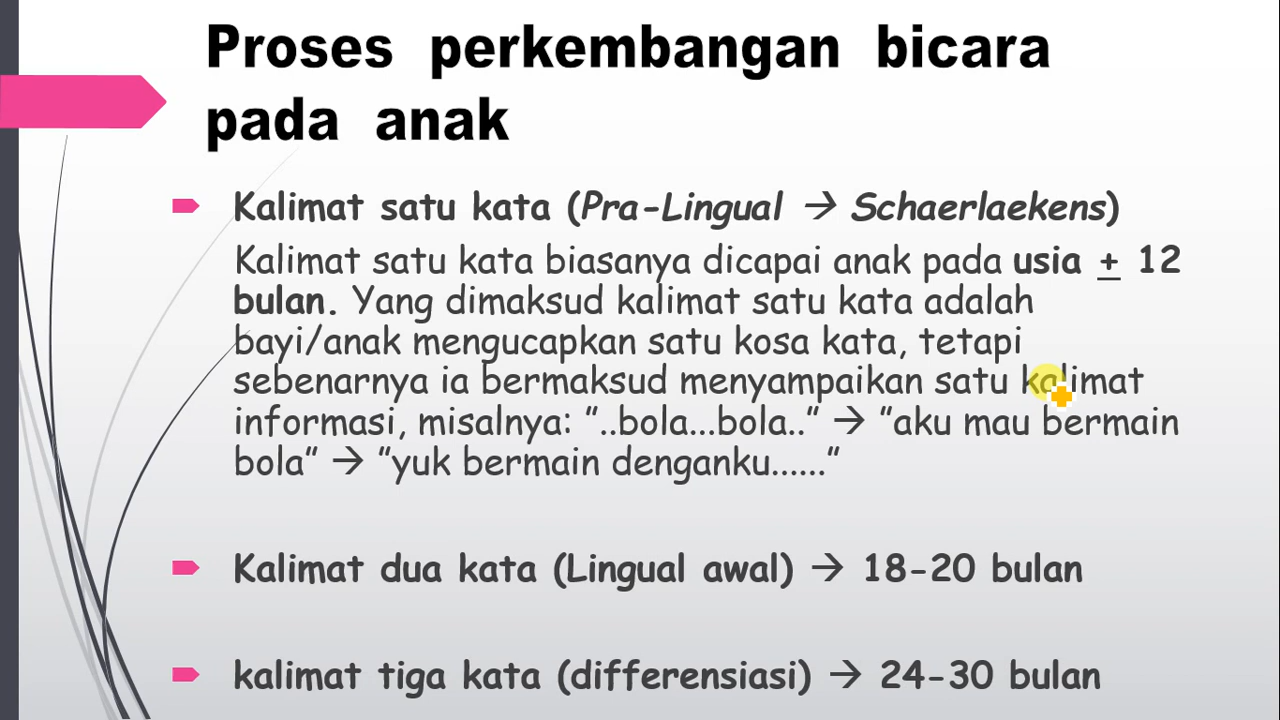 Proses perkembangan bicara
pada anak
Kalimat satu kata (Pra-Lingual → Schaerlaekens)
Kalimat satu kata biasanya dicapai anak pada usia + 12
bulan. Yang dimaksud kalimat satu kata adalah
bayi/anak mengucapkan satu kosa kata, tetapi
sebenarnya ia bermaksud menyampaikan satu kalimat
informasi, misalnya: ”..bola...bola..” → ”aku mau bermain
bola” → ”yuk bermain denganku......”
Kalimat dua kata (Lingual awal) → 18-20 bulan
kalimat tiga kata (differensiasi) → 24-30 bulan